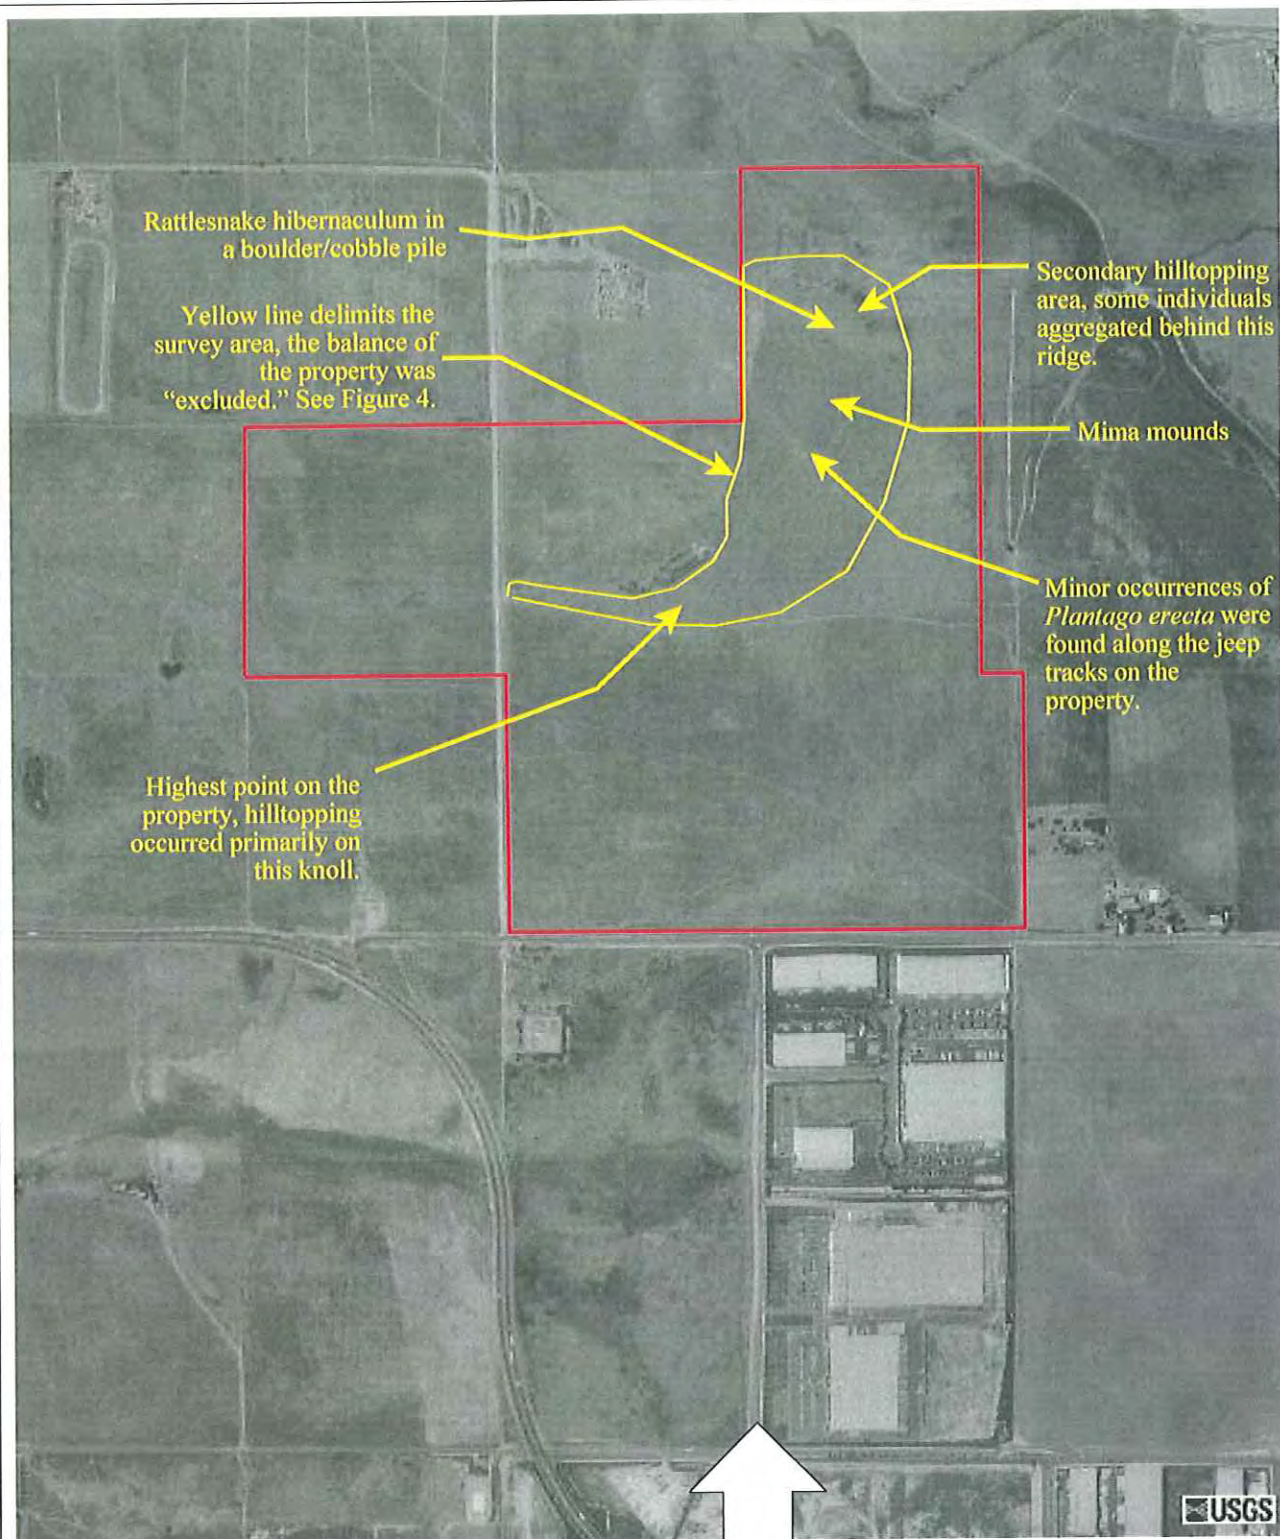 Rattlesnake hibernaculum in
a boulder/cobble pile
Yellow line delimits the
survey area, the balance of
the property was
“excluded.” See Figure 4.
Secondary hilltopping
area, some individuals
aggregated behind this
ridge.
Mima mounds
Minor occurrences of
Plantago erecta were
found along the jeep
tracks on the
property.
Highest point on the
property, hilltopping
occurred primarily on
this knoll.
USGS